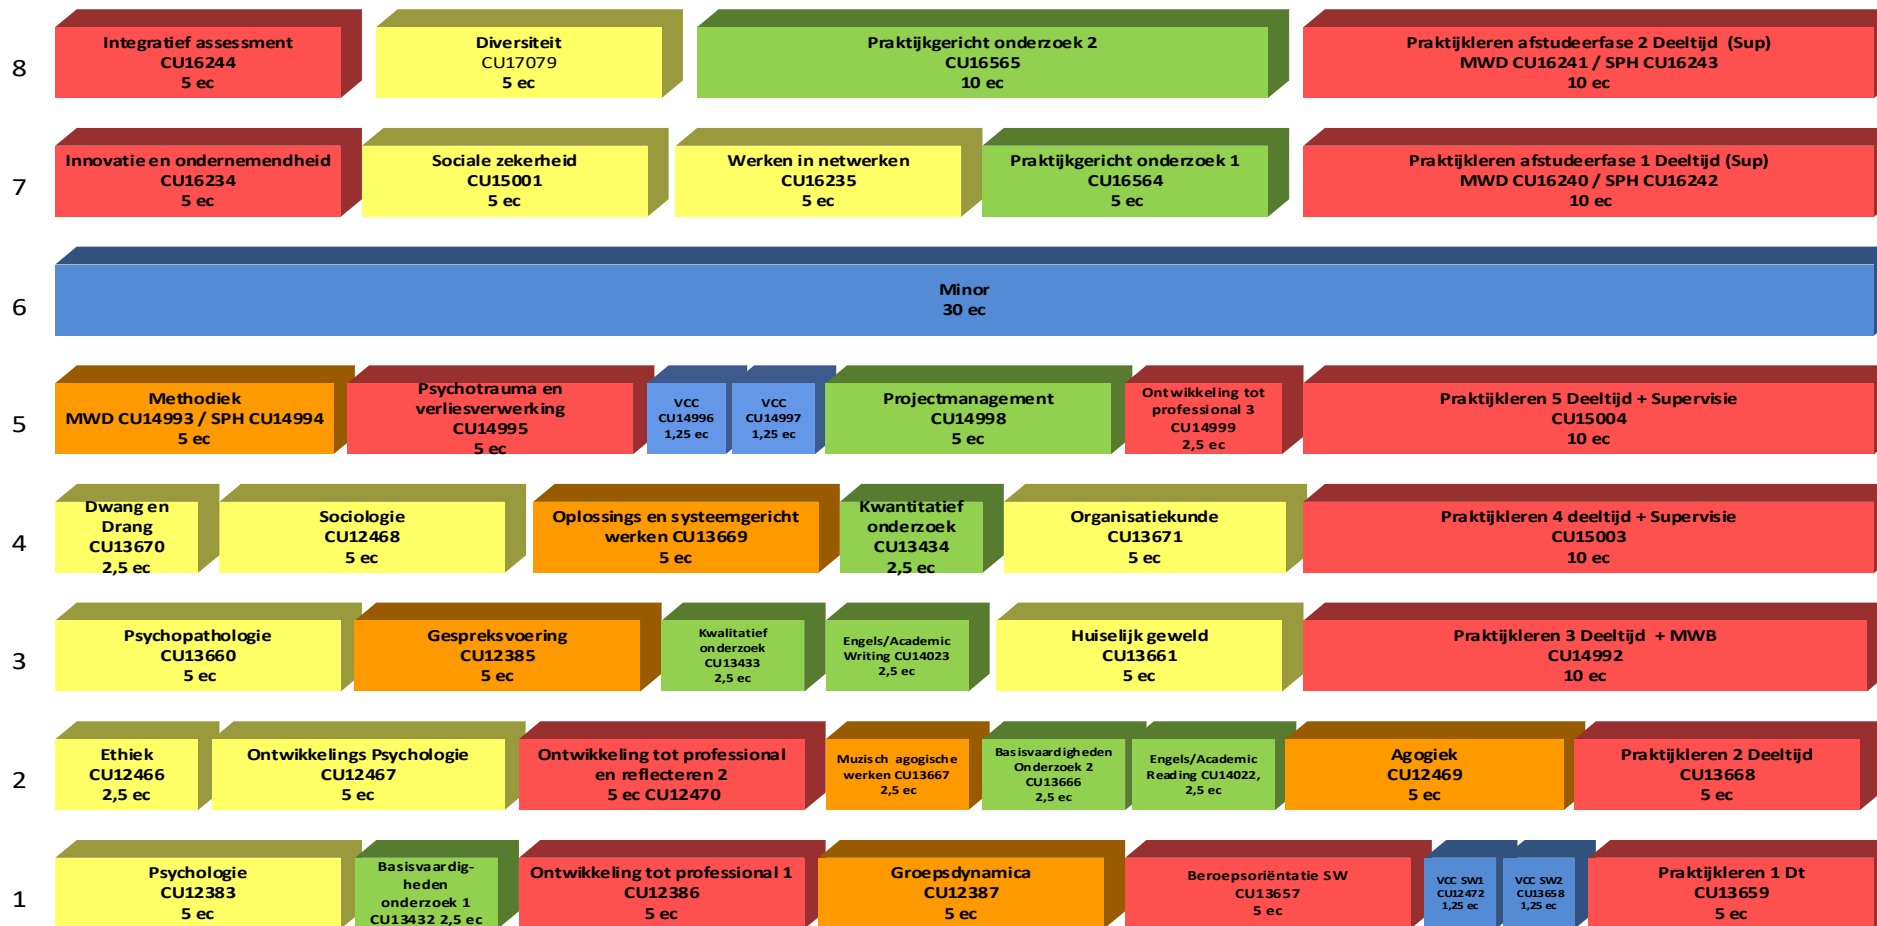 8
Integratief assessment
CU16244
5 ec
Diversiteit
CU17079
5 ec
Praktijkgericht onderzoek 2
CU16565
10 ec
Praktijkleren afstudeerfase 2 Deeltijd (Sup)
MWD CU16241 / SPH CU16243
10 ec
7
Innovatie en ondernemendheid
CU16234
5 ec
Sociale zekerheid
CU15001
5 ec
Werken in netwerken
CU16235
5 ec
Praktijkgericht onderzoek 1
CU16564
5 ec
Praktijkleren afstudeerfase 1 Deeltijd (Sup)
MWD CU16240 / SPH CU16242
10 ec
6
Minor
30 ec
5
Methodiek
MWD CU14993 / SPH CU14994
5 ec
Psychotrauma en
verliesverwerking
CU14995
5 ec
VCC
CU14996
1,25 ec
VCC
CU14997
1,25 ec
Projectmanagement
CU14998
5 ec
Ontwikkeling tot
professional 3
CU14999
2,5 ec
Praktijkleren 5 Deeltijd + Supervisie
CU15004
10 ec
4
Dwang en
Drang
CU13670
2,5 ec
Sociologie
CU12468
5 ec
Oplossings en systeemgericht
werken CU13669
5 ec
Kwantitatief
onderzoek
CU13434
2,5 ec
Organisatiekunde
CU13671
5 ec
Praktijkleren 4 deeltijd + Supervisie
CU15003
10 ec
3
Psychopathologie
CU13660
5 ec
Gespreksvoering
CU12385
5 ec
Kwalitatief
onderzoek
CU13433
2,5 ec
Engels/Academic
Writing CU14023
2,5 ec
Huiselijk geweld
CU13661
5 ec
Praktijkleren 3 Deeltijd + MWB
CU14992
10 ec
2
Ethiek
CU12466
2,5 ec
Ontwikkelings Psychologie
CU12467
5 ec
Ontwikkeling tot professional
en reflecteren 2
5 ec CU12470
Muzisch agogische
werken CU13667
2,5 ec
Basisvaardigheden
Onderzoek 2
CU13666
2,5 ec
Engels/Academic
Reading CU14022,
2,5 ec
Agogiek
CU12469
5 ec
Praktijkleren 2 Deeltijd
CU13668
5 ec
1
Psychologie
CU12383
5 ec
Basisvaardig-
heden
onderzoek 1
CU13432 2,5 ec
Ontwikkeling tot professional 1
CU12386
5 ec
Groepsdynamica
CU12387
5 ec
Beroepsoriëntatie SW
CU13657
5 ec
VCC SW1
CU12472
1,25 ec
VCC SW2
CU13658
1,25 ec
Praktijkleren 1 Dt
CU13659
5 ec